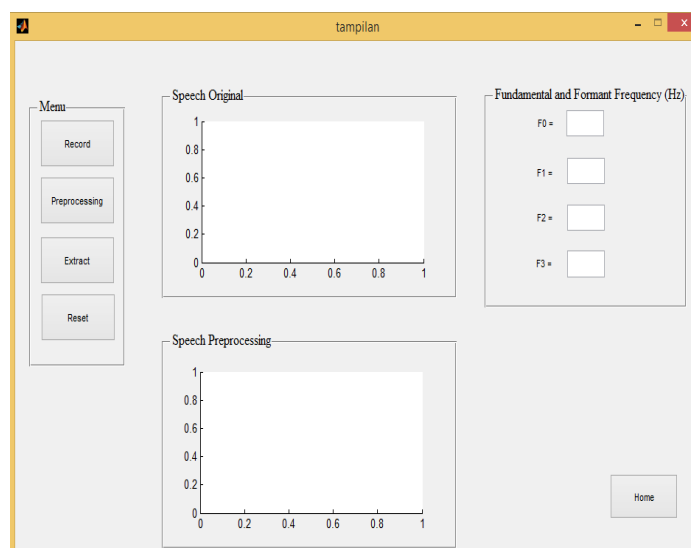 tampilan
Menu
Record
Preprocessing
Extract
Reset
Speech Original
1
0.8
0.6
0.4
0.2
0
0 0.2 0.4 0.6 0.8 1
Speech Preprocessing
1
0.8
0.6
0.4
0.2
0
0 0.2 0.4 0.6 0.8 1
Fundamental and Formant Frequency (Hz)
F0 =
F1 =
F2 =
F3 =
Home